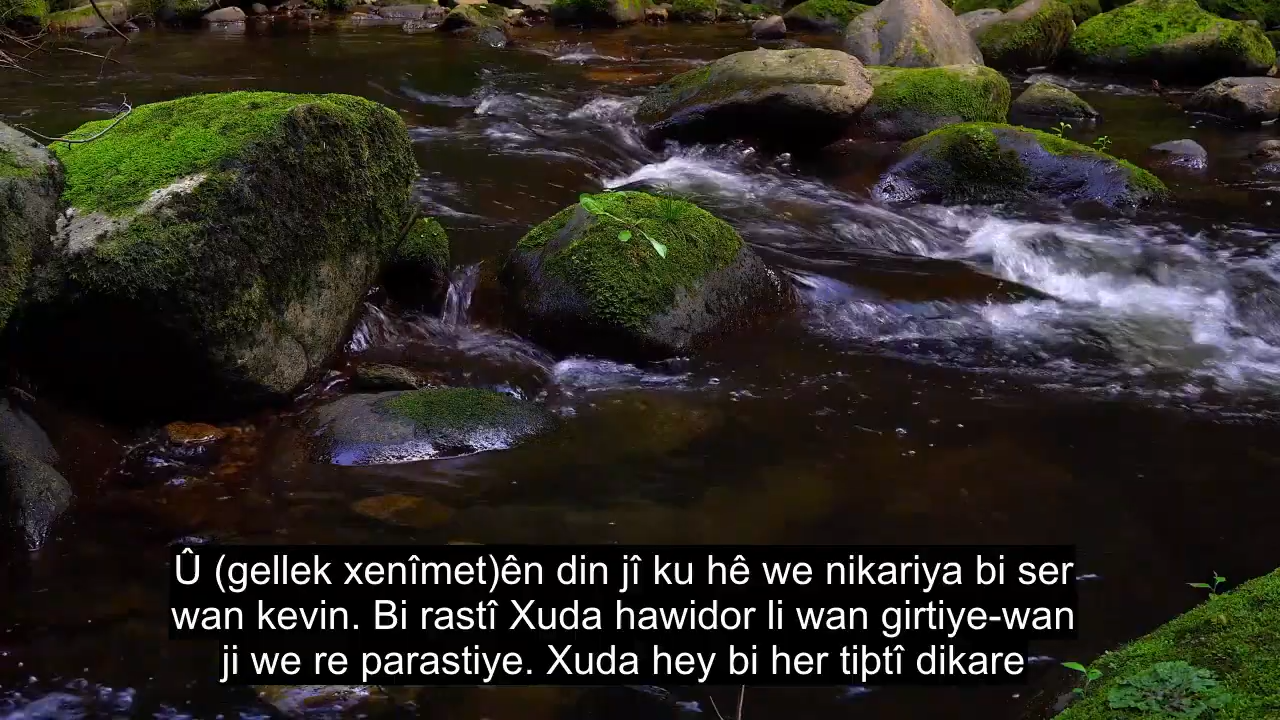 Û (gellek xenîmet)ên din jî ku hê we nikariya bi ser
wan kevin. Bi rastî Xuda hawidor li wan girtiye-wan
ji we re parastiye. Xuda hey bi her tiþtî dikare